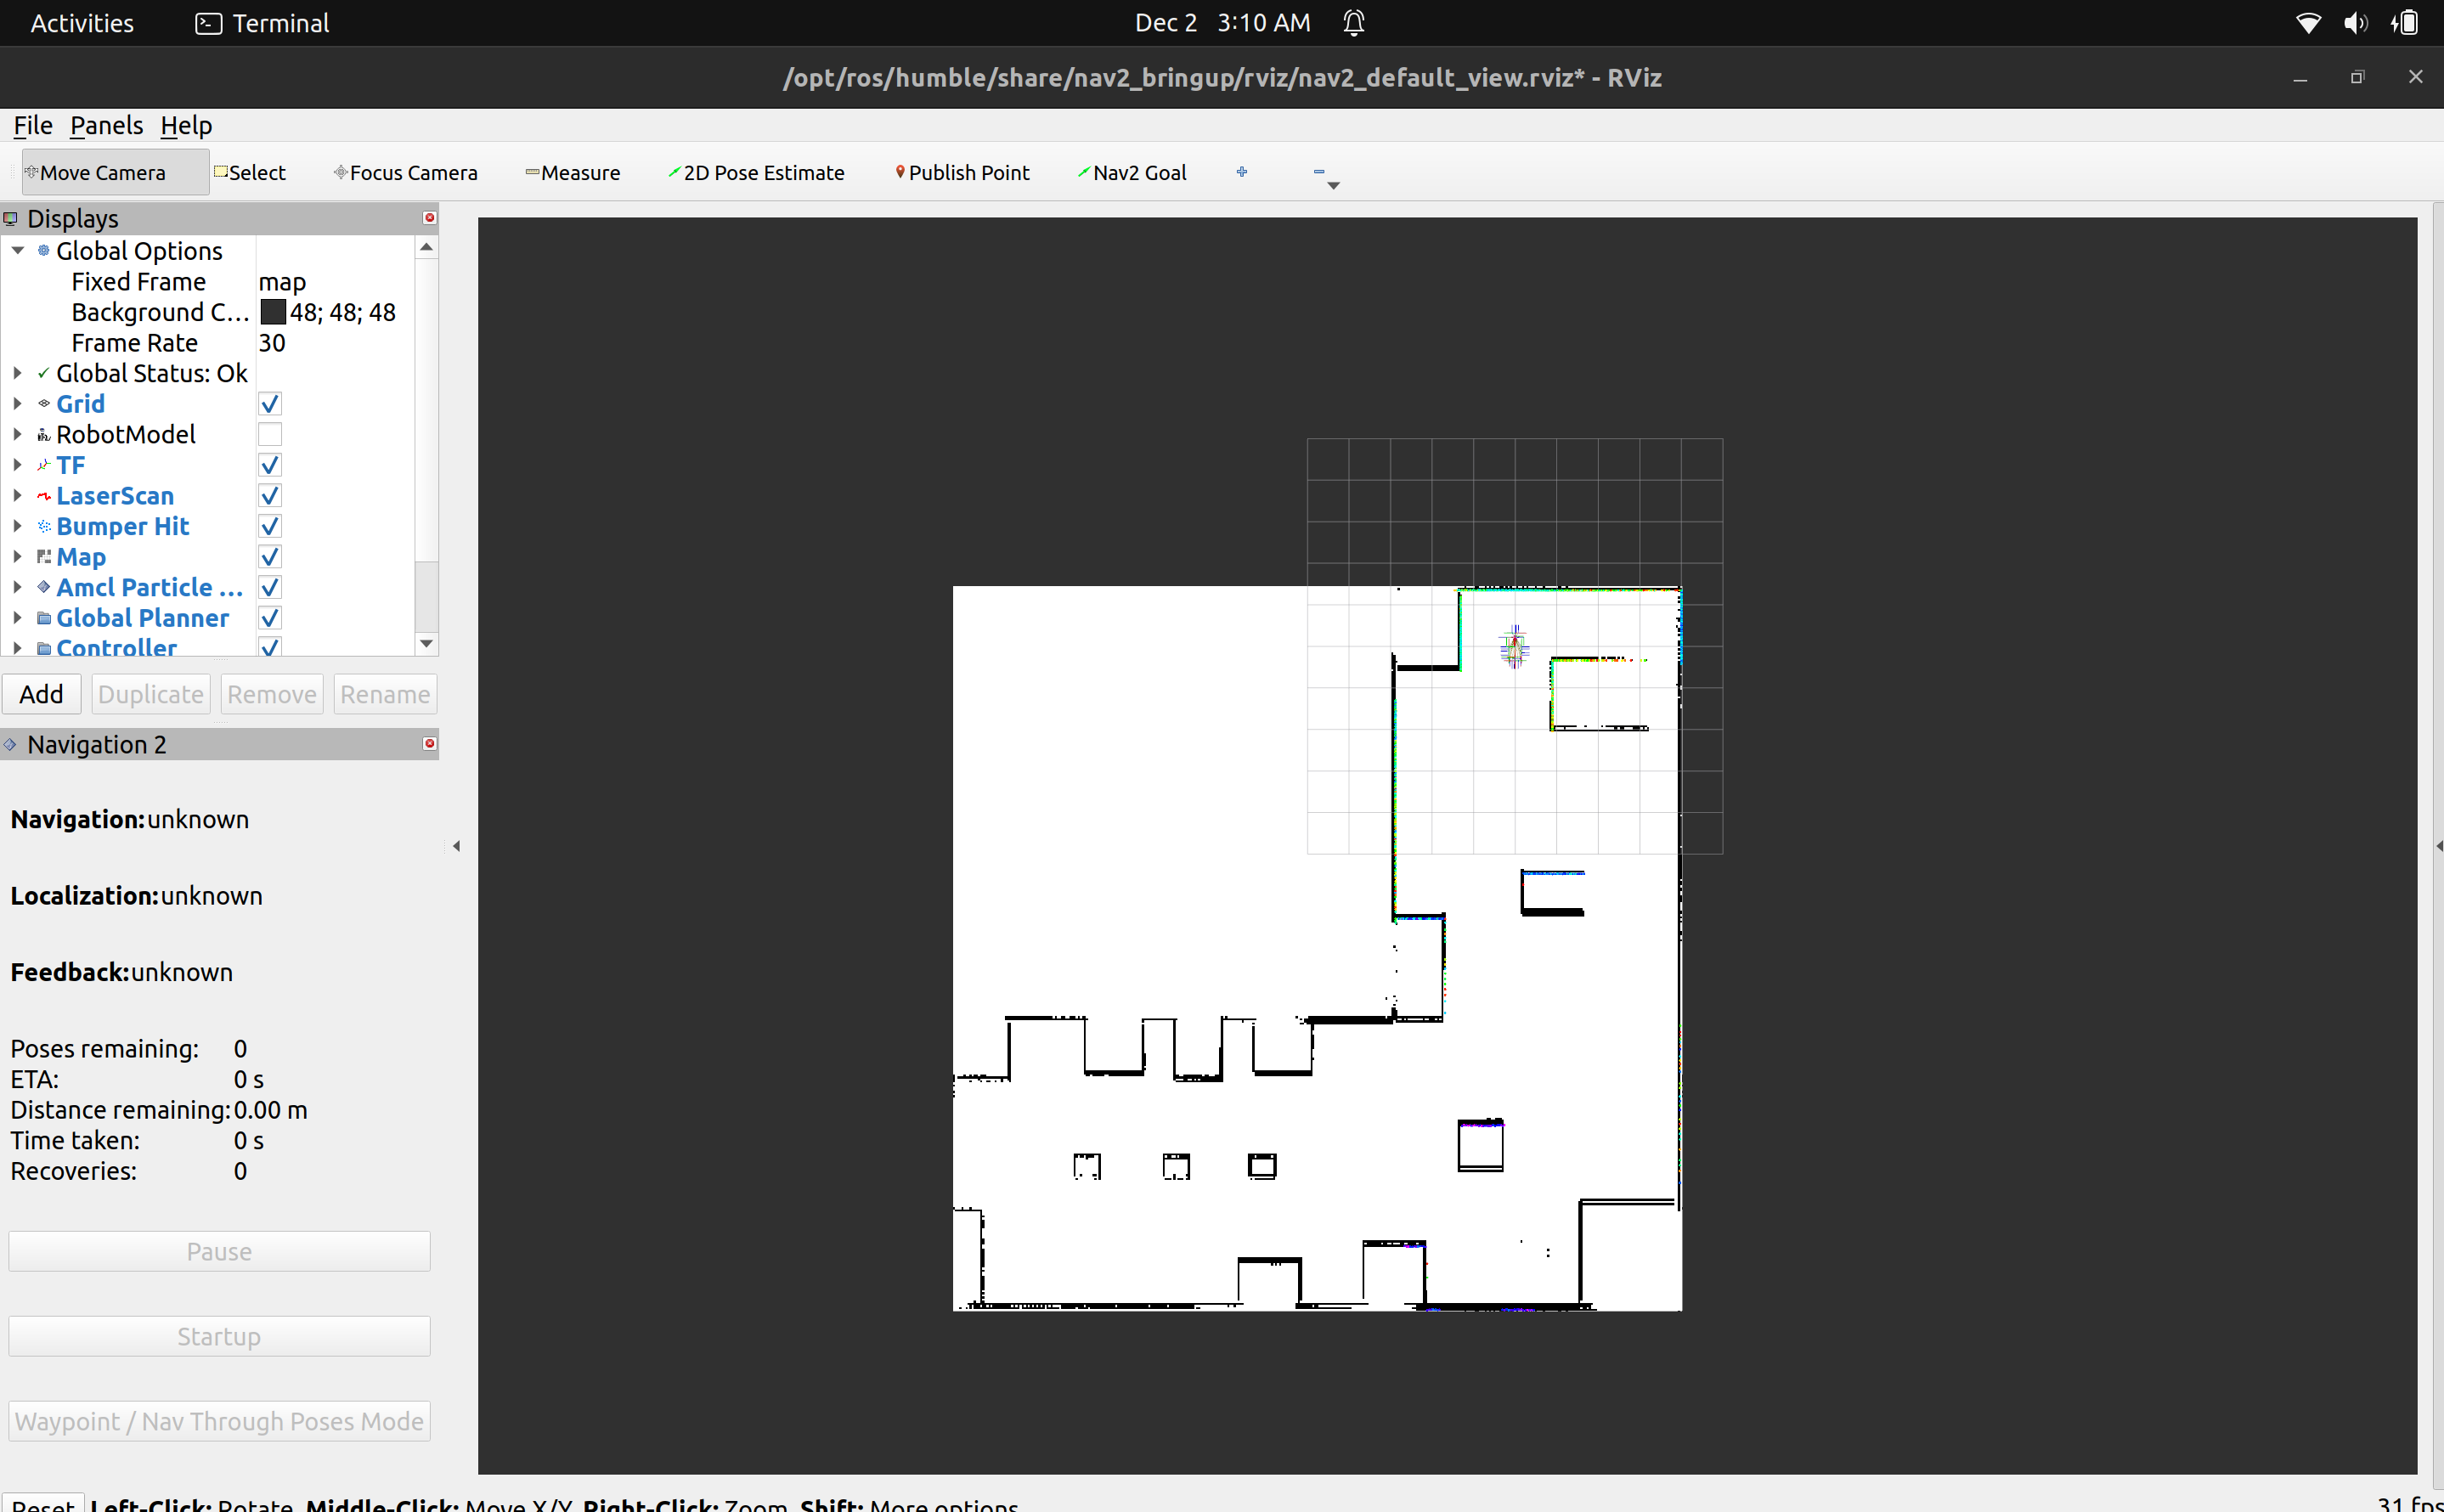 Activities Terminal Dec 2 3:10 AM
/opt/ros/humble/share/nav2_bringup/rviz/nav2_default_view.rviz* - RViz
File Panels Help
Move Camera Select Focus Camera Measure 2D Pose Estimate Publish Point Nav2 Goal
Displays
Global Options
Fixed Frame map
Background C... 48; 48; 48
Frame Rate 30
Global Status: Ok
Grid
RobotModel
TF
LaserScan
Bumper Hit
Map
Amcl Particle ...
Global Planner
Controller
Add Duplicate Remove Rename
Navigation 2
Navigation: unknown
Localization: unknown
Feedback: unknown
Poses remaining: 0
ETA: 0 s
Distance remaining: 0.00 m
Time taken: 0 s
Recoveries: 0
Pause
Startup
Waypoint / Nav Through Poses Mode
Reset Left-Click: Rotate. Middle-Click: Move X/Y. Right-Click: Zoom. Shift: More options. 31 fps